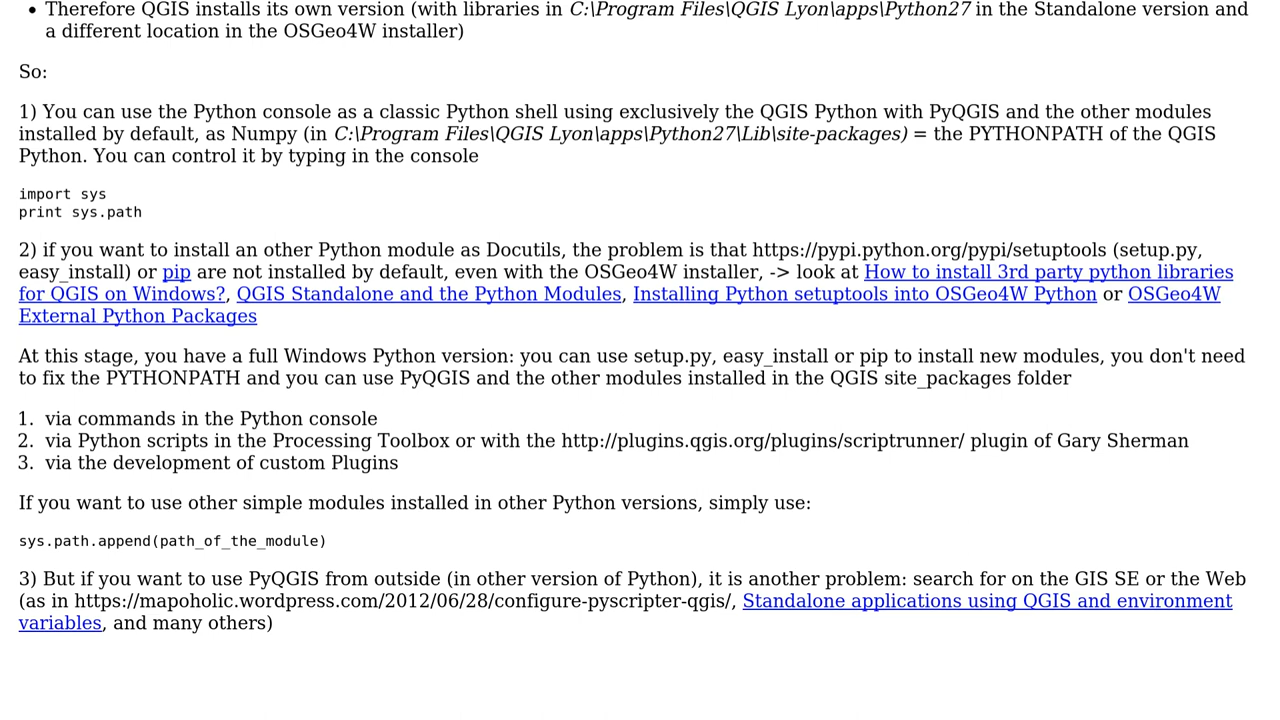 • Therefore QGIS installs its own version (with libraries in C:\Program Files\QGIS Lyon\apps\Python27 in the Standalone version and
a different location in the OSGeo4W installer)
So:
1) You can use the Python console as a classic Python shell using exclusively the QGIS Python with PyQGIS and the other modules
installed by default, as Numpy (in C:\Program Files\QGIS Lyon\apps\Python27\Lib\site-packages) = the PYTHONPATH of the QGIS
Python. You can control it by typing in the console
import sys
print sys.path
2) if you want to install an other Python module as Docutils, the problem is that https://pypi.python.org/pypi/setuptools (setup.py,
easy_install) or pip are not installed by default, even with the OSGeo4W installer, -> look at How to install 3rd party python libraries
for QGIS on Windows?, QGIS Standalone and the Python Modules, Installing Python setuptools into OSGeo4W Python or OSGeo4W
External Python Packages
At this stage, you have a full Windows Python version: you can use setup.py, easy_install or pip to install new modules, you don't need
to fix the PYTHONPATH and you can use PyQGIS and the other modules installed in the QGIS site_packages folder
1. via commands in the Python console
2. via Python scripts in the Processing Toolbox or with the http://plugins.qgis.org/plugins/scriptrunner/ plugin of Gary Sherman
3. via the development of custom Plugins
If you want to use other simple modules installed in other Python versions, simply use:
sys.path.append(path_of_the_module)
3) But if you want to use PyQGIS from outside (in other version of Python), it is another problem: search for on the GIS SE or the Web
(as in https://mapoholic.wordpress.com/2012/06/28/configure-pyscripter-qgis/, Standalone applications using QGIS and environment
variables, and many others)